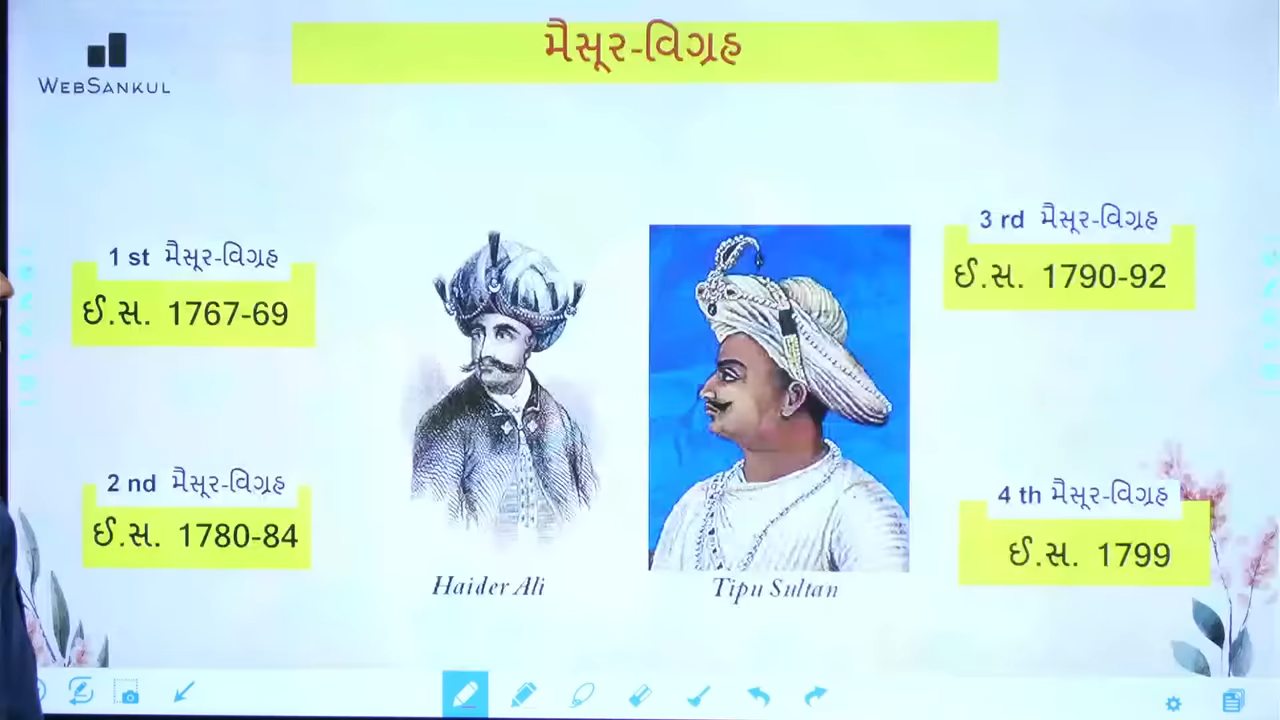 મૈસૂર-વિગ્રહ
WEBSANKUL
1 st મૈસૂર-વિગ્રહ
ઈ.સ. 1767-69
2 nd મૈસૂર-વિગ્રહ
ઈ.સ. 1780-84
Haider Ali
Tipu Sultan
3 rd મૈસૂર-વિગ્રહ
ઈ.સ. 1790-92
4 th મૈસૂર-વિગ્રહ
ઈ.સ. 1799